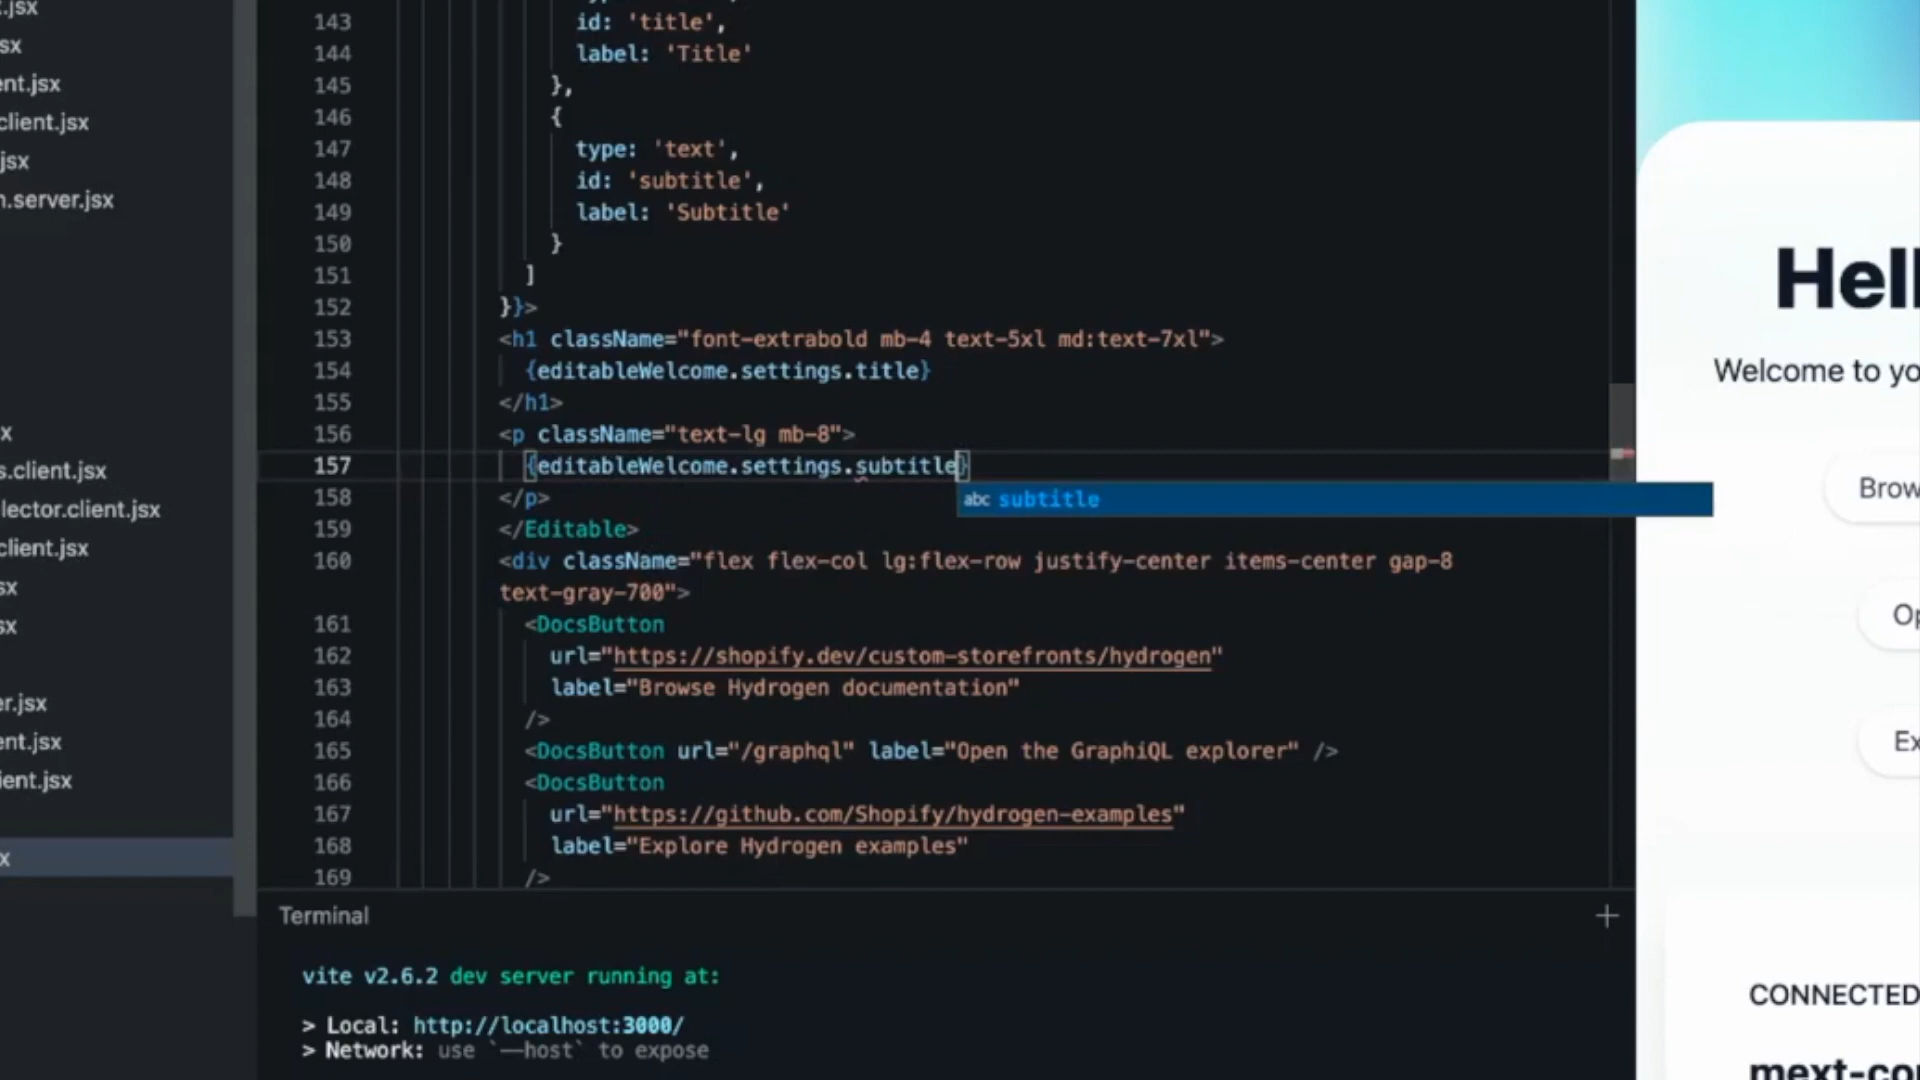 .jsx
sx
ent.jsx
client.jsx
jsx
n.server.jsx
x
s.client.jsx
lector.client.jsx
client.jsx
sx
sx
er.jsx
ent.jsx
ient.jsx
x
143 id: 'title',
144 label: 'Title'
145 },
146 {
147 type: 'text',
148 id: 'subtitle',
149 label: 'Subtitle'
150 }
151 ]
152 }}>
153 <h1 className="font-extrabold mb-4 text-5xl md:text-7xl">
154 {editableWelcome.settings.title}
155 </h1>
156 <p className="text-lg mb-8">
157 {editableWelcome.settings.subtitle}
abc subtitle
158 </p>
159 </Editable>
160 <div className="flex flex-col lg:flex-row justify-center items-center gap-8
text-gray-700">
161 <DocsButton
162 url="https://shopify.dev/custom-storefronts/hydrogen"
163 label="Browse Hydrogen documentation"
164 />
165 <DocsButton url="/graphql" label="Open the GraphiQL explorer" />
166 <DocsButton
167 url="https://github.com/Shopify/hydrogen-examples"
168 label="Explore Hydrogen examples"
169 />
Terminal +
vite v2.6.2 dev server running at:
> Local: http://localhost:3000/
> Network: use `--host` to expose
Hell
Welcome to yo
Brow
Op
Ex
CONNECTED
mext-co